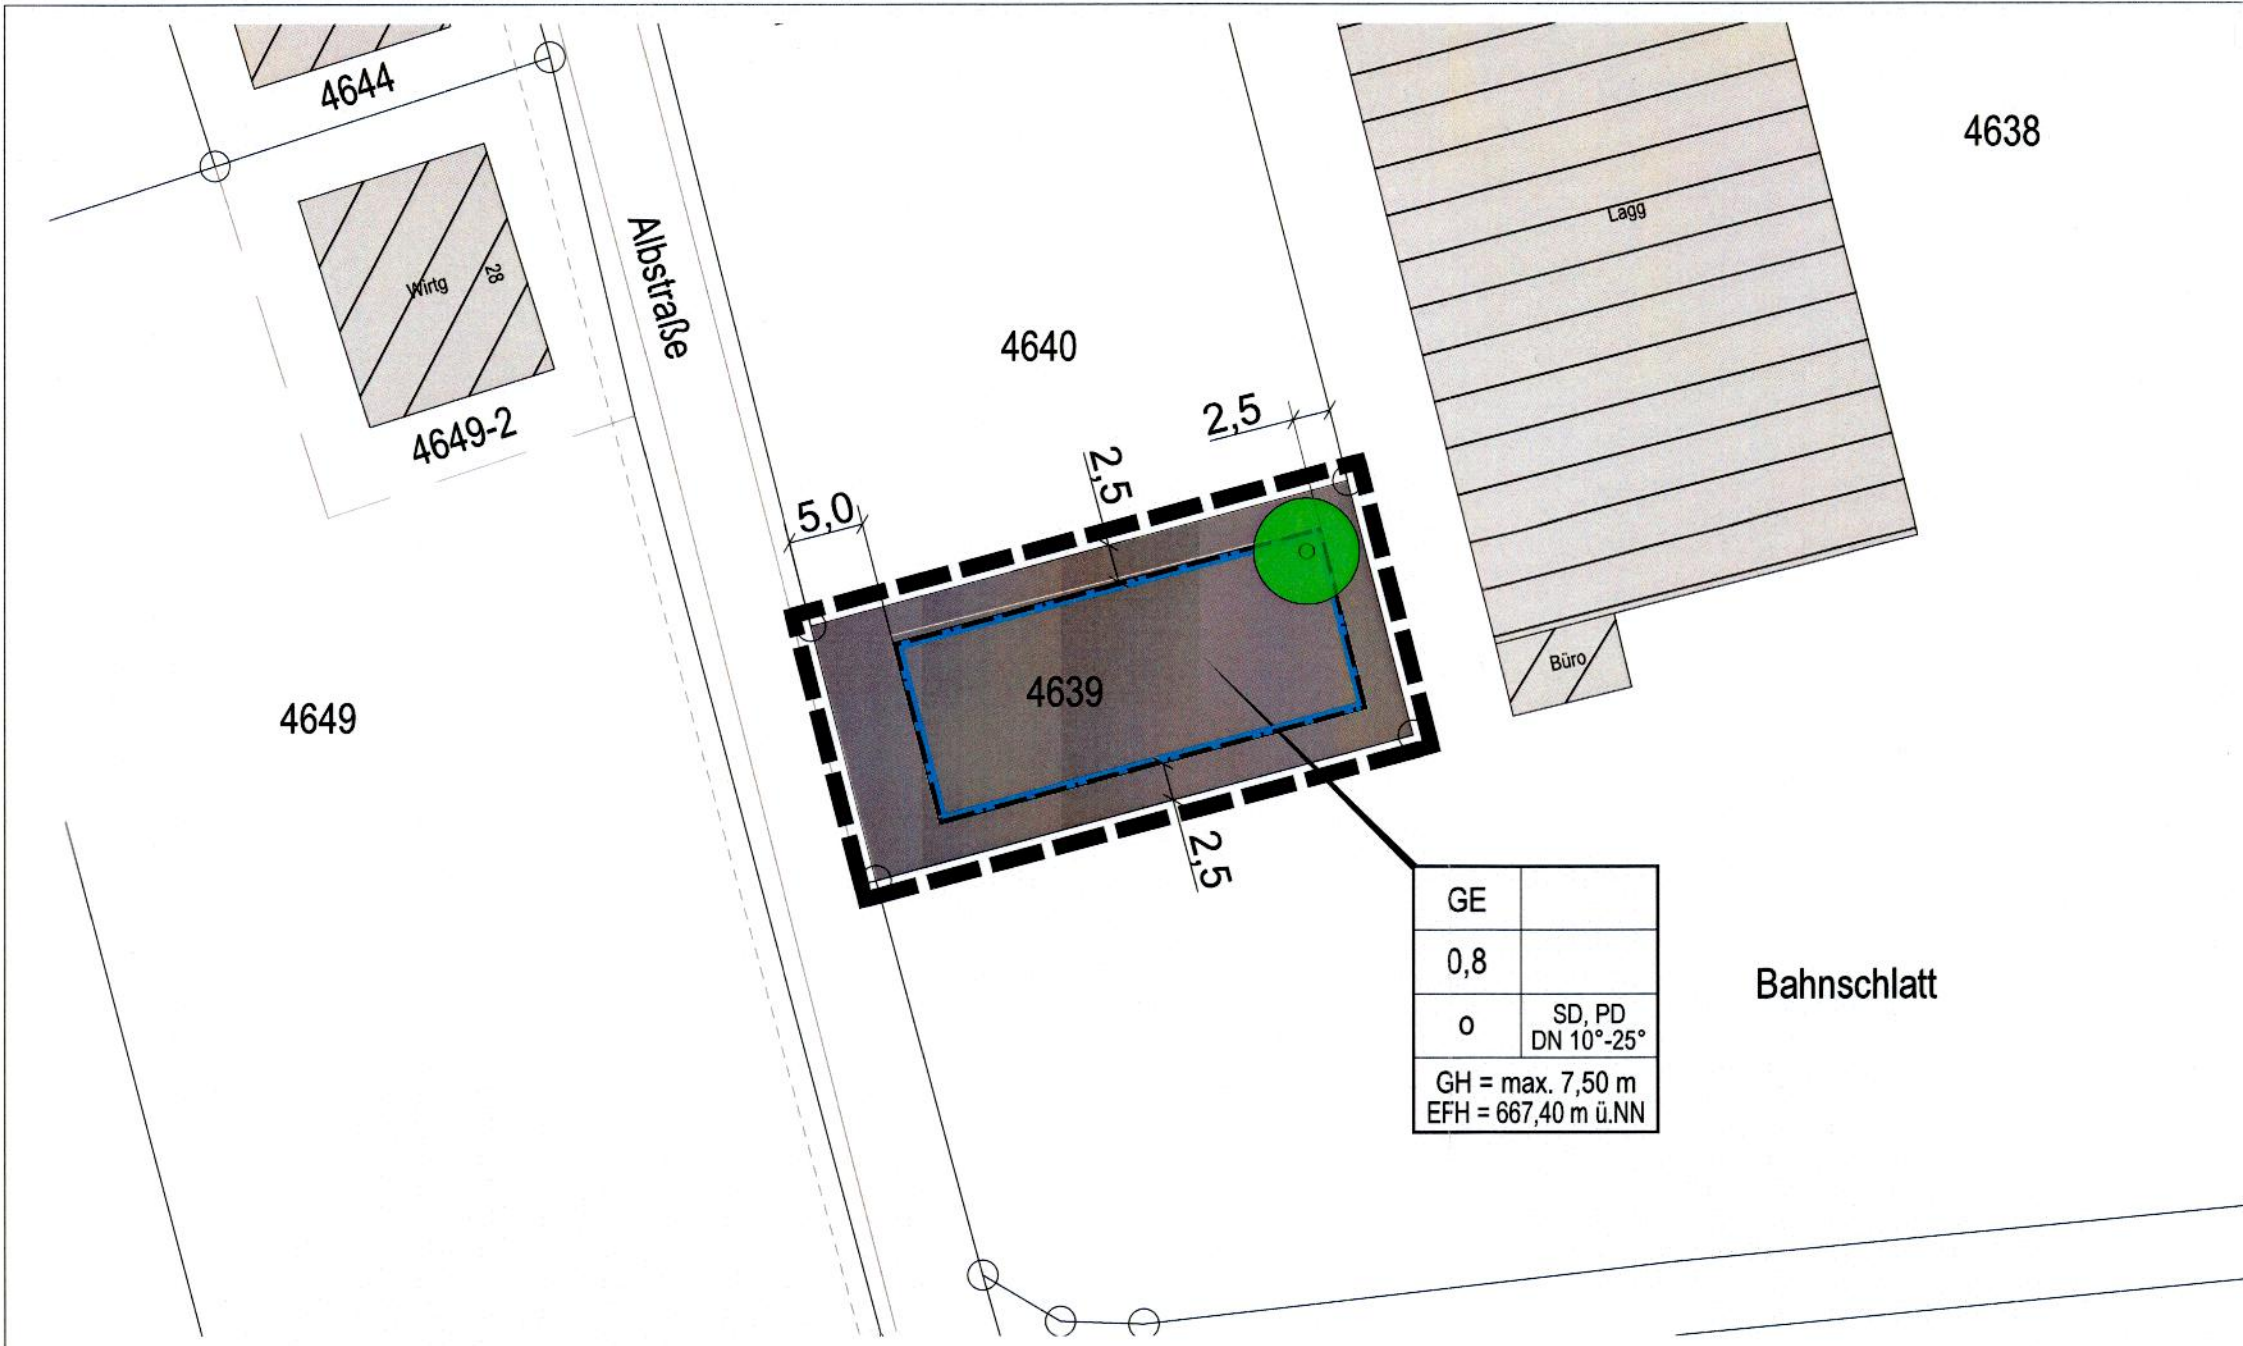 4644
4638
Lagg
Wirtg
28
Albstraße
4640
4649-2
2,5
2,5
5,0
Büro
4639
4649
2,5
GE
0,8
o
SD, PD
DN 10°-25°
GH = max. 7,50 m
EFH = 667,40 m ü.NN
Bahnschlatt